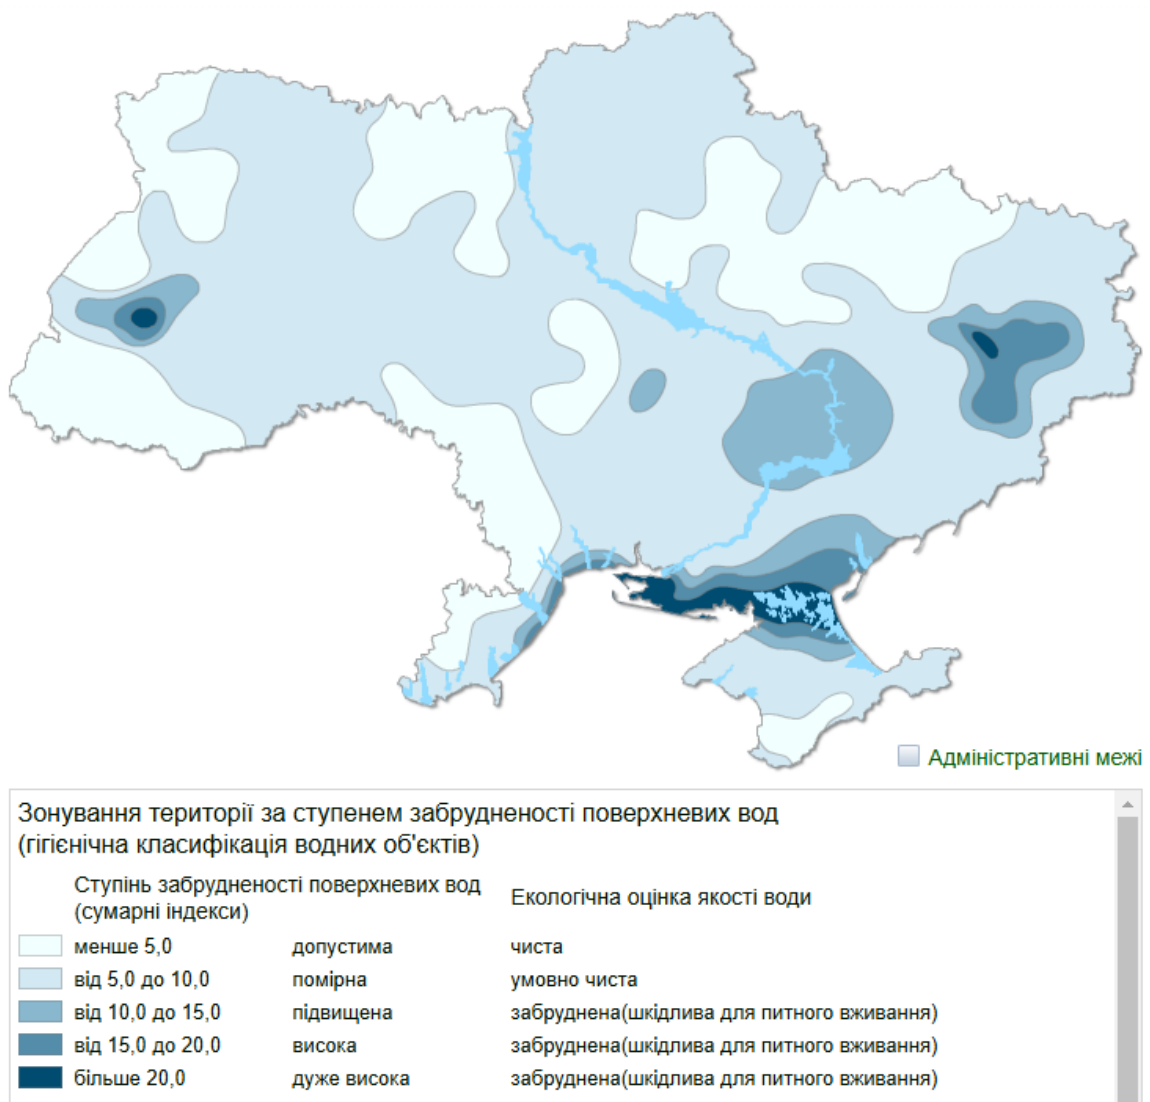 Адміністративні межі
Зонування території за ступенем забрудненості поверхневих вод
(гігієнічна класифікація водних об'єктів)
Ступінь забрудненості поверхневих вод
(сумарні індекси)
Екологічна оцінка якості води
менше 5,0 допустима чиста
від 5,0 до 10,0 помірна умовно чиста
від 10,0 до 15,0 підвищена забруднена(шкідлива для питного вживання)
від 15,0 до 20,0 висока забруднена(шкідлива для питного вживання)
більше 20,0 дуже висока забруднена(шкідлива для питного вживання)